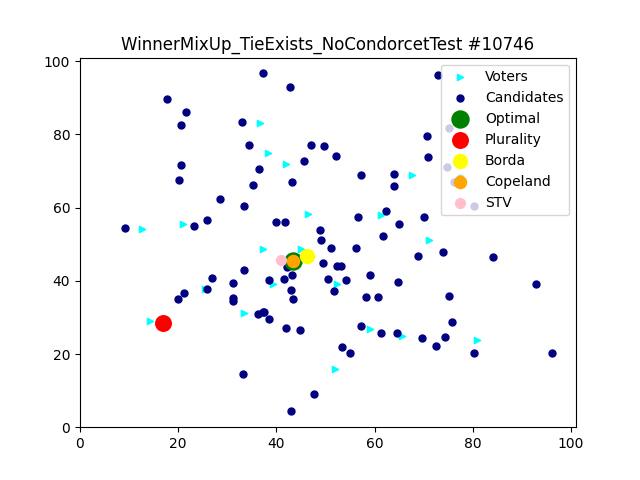 WinnerMixUp_TieExists_NoCondorcetTest #10746
100
80
60
40
20
0
0
20
40
60
80
100
Voters
Candidates
Optimal
Plurality
Borda
Copeland
STV